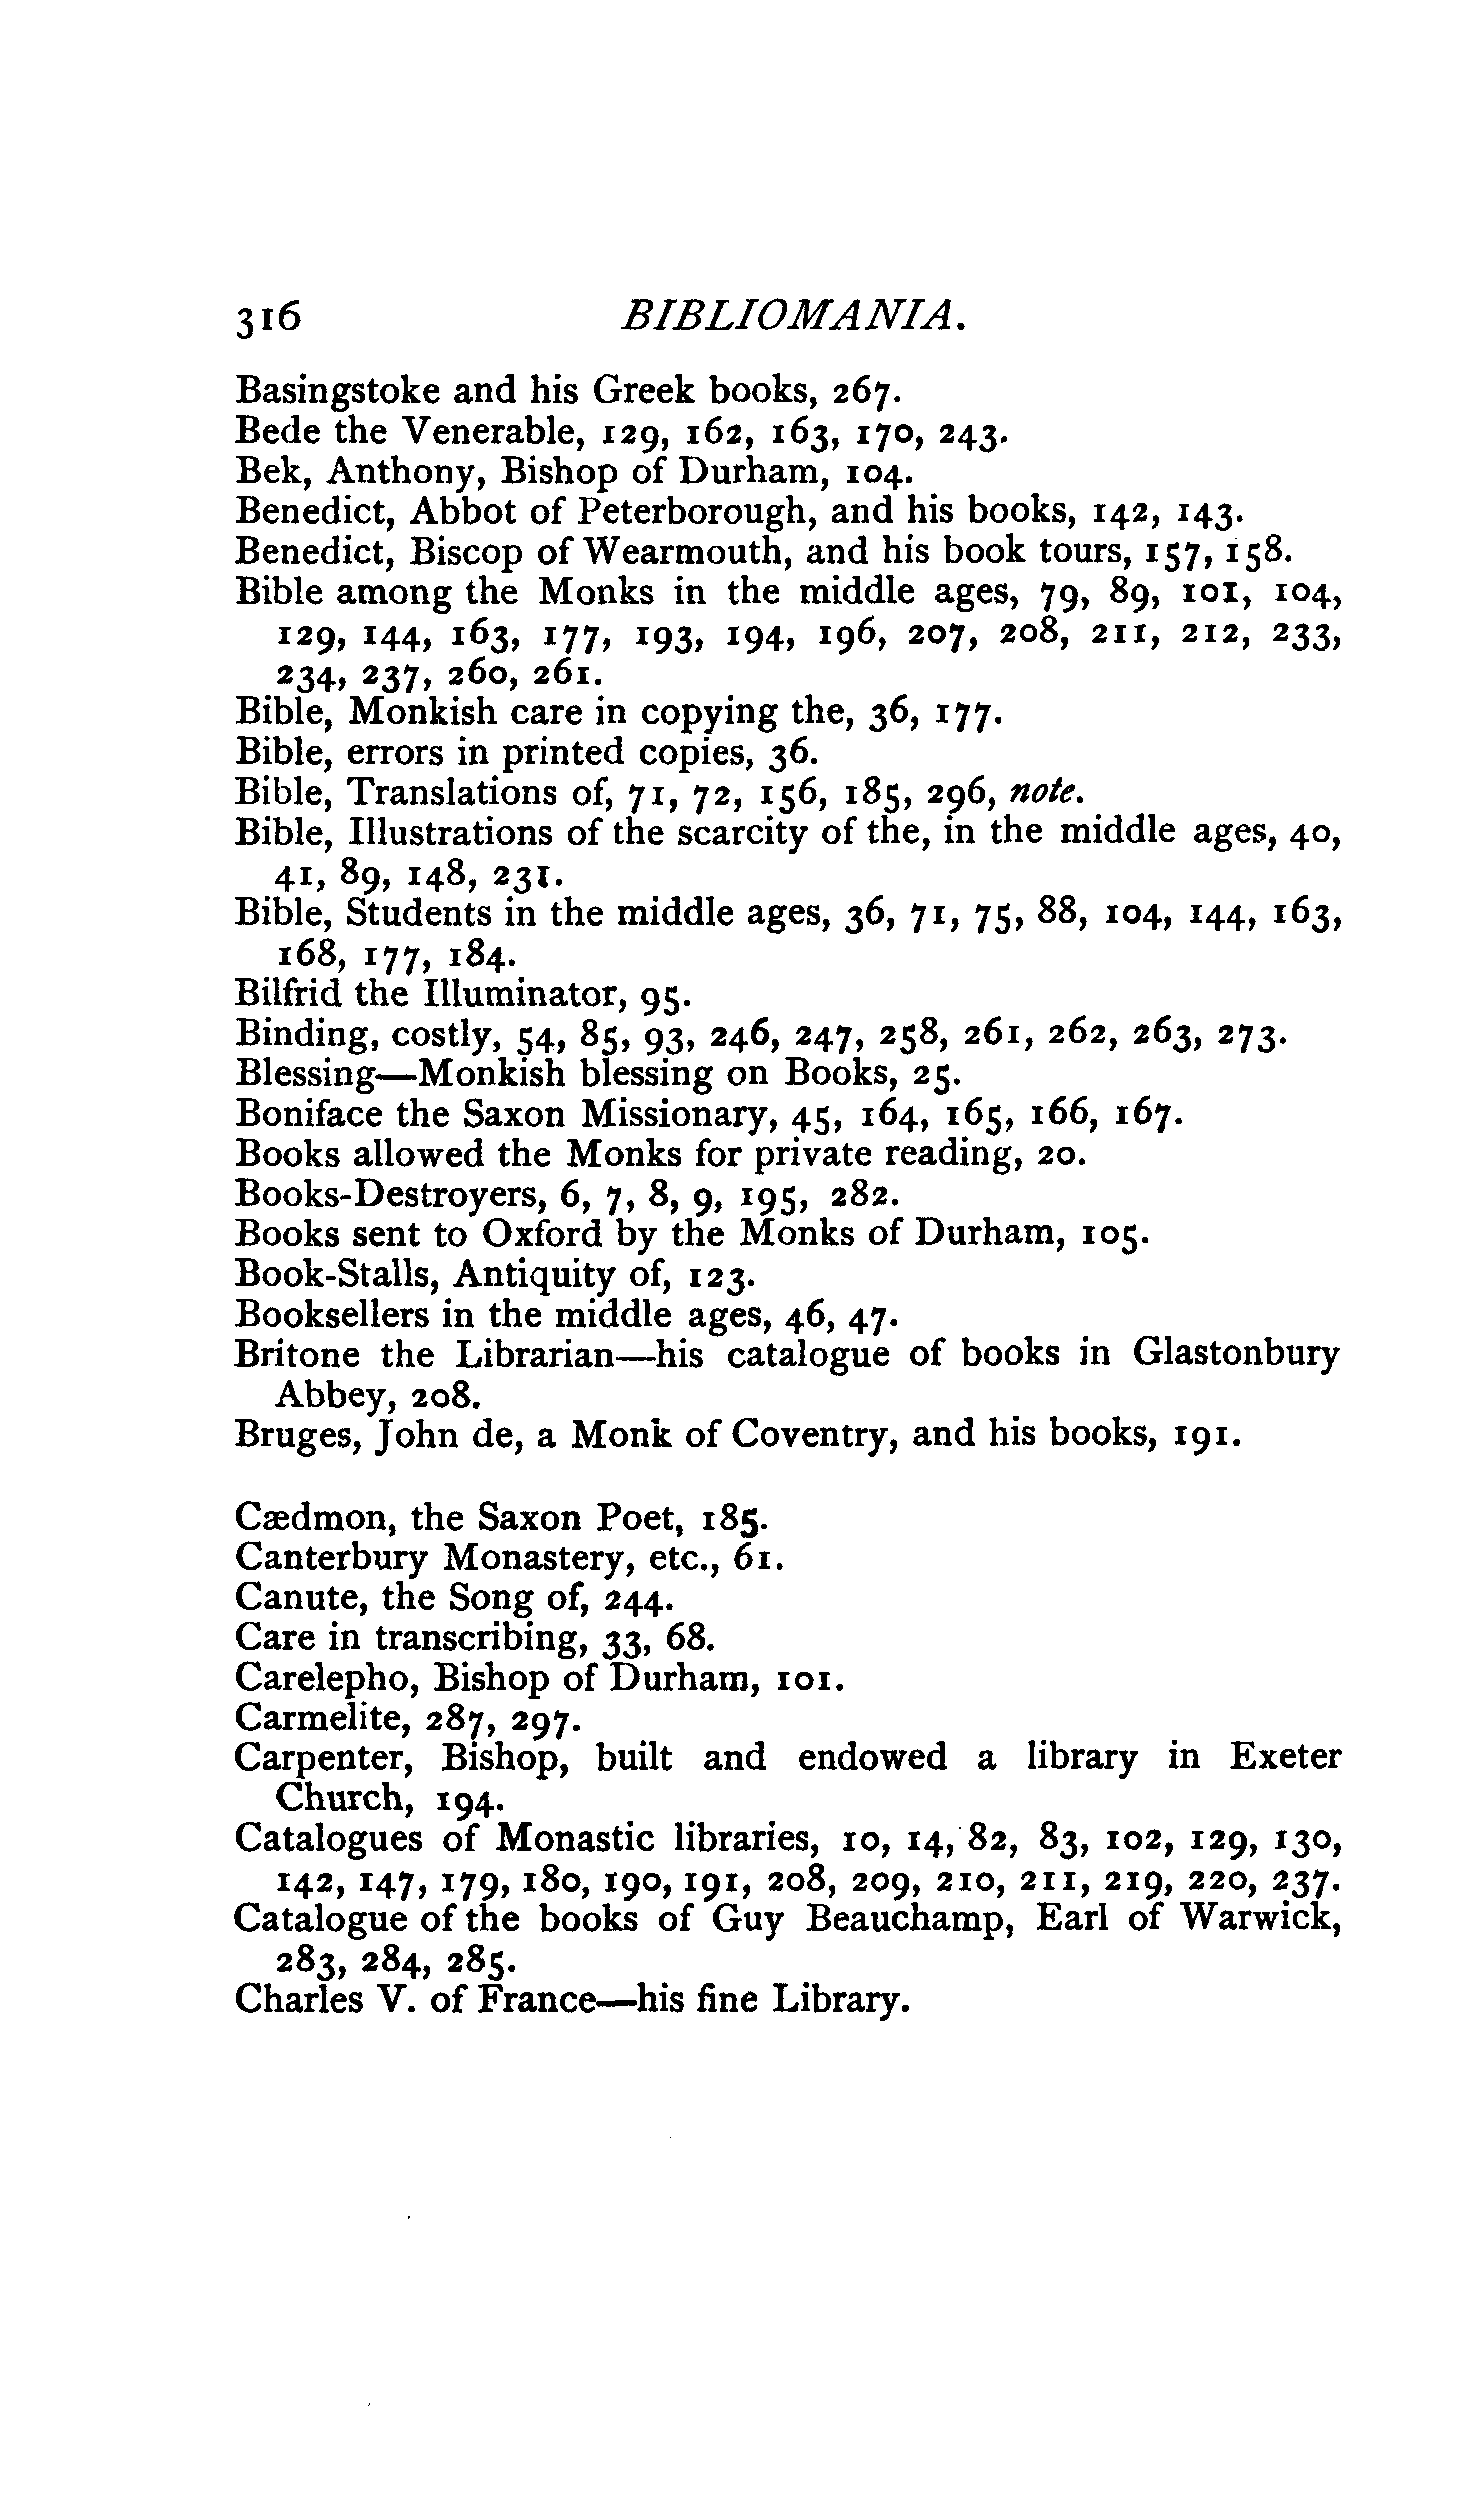 316 BIBLIOMANIA.
Basingstoke and his Greek books, 267.
Bede the Venerable, 129, 162, 163, 170, 243.
Bek, Anthony, Bishop of Durham, 104.
Benedict, Abbot of Peterborough, and his books, 142, 143.
Benedict, Biscop of Wearmouth, and his book tours, 157, 158.
Bible among the Monks in the middle ages, 79, 89, 101, 104,
129, 144, 163, 177, 193, 194, 196, 207, 208, 211, 212, 233,
234, 237, 260, 261.
Bible, Monkish care in copying the, 36, 177.
Bible, errors in printed copies, 36.
Bible, Translations of, 71, 72, 156, 185, 296, note.
Bible, Illustrations of the scarcity of the, in the middle ages, 40,
41, 89, 148, 231.
Bible, Students in the middle ages, 36, 71, 75, 88, 104, 144, 163,
168, 177, 184.
Bilfrid the Illuminator, 95.
Binding, costly, 54, 85, 93, 246, 247, 258, 261, 262, 263, 273.
Blessing—Monkish blessing on Books, 25.
Boniface the Saxon Missionary, 45, 164, 165, 166, 167.
Books allowed the Monks for private reading, 20.
Books-Destroyers, 6, 7, 8, 9, 195, 282.
Books sent to Oxford by the Monks of Durham, 105.
Book-Stalls, Antiquity of, 123.
Booksellers in the middle ages, 46, 47.
Britone the Librarian—his catalogue of books in Glastonbury
Abbey, 208.
Bruges, John de, a Monk of Coventry, and his books, 191.
Cædmon, the Saxon Poet, 185.
Canterbury Monastery, etc., 61.
Canute, the Song of, 244.
Care in transcribing, 33, 68.
Carelepho, Bishop of Durham, 101.
Carmelite, 287, 297.
Carpenter, Bishop, built and endowed a library in Exeter
Church, 194.
Catalogues of Monastic libraries, 10, 14, 82, 83, 102, 129, 130,
142, 147, 179, 180, 190, 191, 208, 209, 210, 211, 219, 220, 237.
Catalogue of the books of Guy Beauchamp, Earl of Warwick,
283, 284, 285.
Charles V. of France—his fine Library.